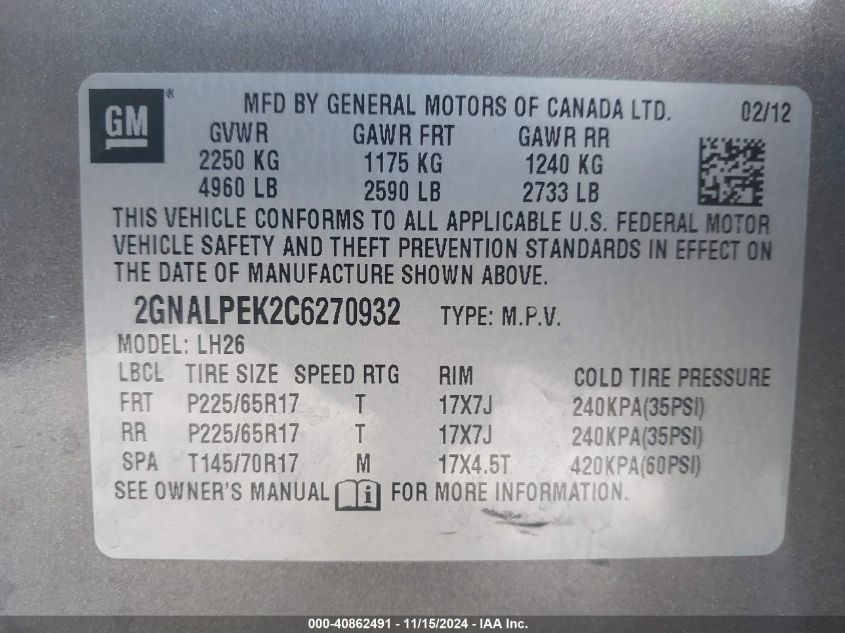 GM ®
MFD BY GENERAL MOTORS OF CANADA LTD. 02/12
GVWR GAWR FRT GAWR RR
2250 KG 1175 KG 1240 KG
4960 LB 2590 LB 2733 LB
THIS VEHICLE CONFORMS TO ALL APPLICABLE U.S. FEDERAL MOTOR
VEHICLE SAFETY AND THEFT PREVENTION STANDARDS IN EFFECT ON
THE DATE OF MANUFACTURE SHOWN ABOVE.
2GNALPEK2C6270932 TYPE: M.P.V.
MODEL: LH26
LBCL TIRE SIZE SPEED RTG RIM COLD TIRE PRESSURE
FRT P225/65R17 T 17X7J 240KPA(35PSI)
RR P225/65R17 T 17X7J 240KPA(35PSI)
SPA T145/70R17 M 17X4.5T 420KPA(60PSI)
SEE OWNER'S MANUAL i FOR MORE INFORMATION.
000-40862491 - 11/15/2024 - IAA Inc.